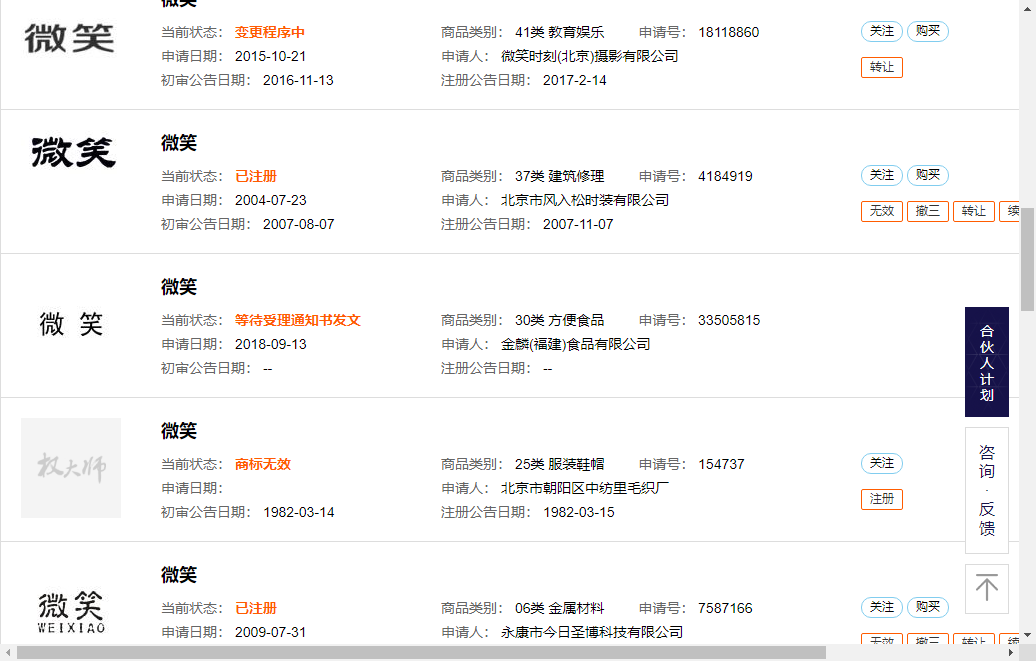 微笑
微笑
当前状态： 变更程序中 商品类别： 41类 教育娱乐 申请号： 18118860 关注 购买
申请日期： 2015-10-21 申请人： 微笑时刻(北京)摄影有限公司
转让
初审公告日期： 2016-11-13 注册公告日期： 2017-2-14
微笑
微笑
当前状态： 已注册 商品类别： 37类 建筑修理 申请号： 4184919 关注 购买
申请日期： 2004-07-23 申请人： 北京市风入松时装有限公司
无效 撤三 转让 续
初审公告日期： 2007-08-07 注册公告日期： 2007-11-07
微笑
微 笑
当前状态： 等待受理通知书发文 商品类别： 30类 方便食品 申请号： 33505815
申请日期： 2018-09-13 申请人： 金麟(福建)食品有限公司
初审公告日期： -- 注册公告日期： --
合伙人计划
微笑
权大师
当前状态： 商标无效 商品类别： 25类 服装鞋帽 申请号： 154737 关注
申请日期： 申请人： 北京市朝阳区中纺里毛织厂
注册
初审公告日期： 1982-03-14 注册公告日期： 1982-03-15
咨询·反馈
微笑
微笑
WEIXIAO
当前状态： 已注册 商品类别： 06类 金属材料 申请号： 7587166 关注 购买
申请日期： 2009-07-31 申请人： 永康市今日圣博科技有限公司
无效 撤三 转让 续